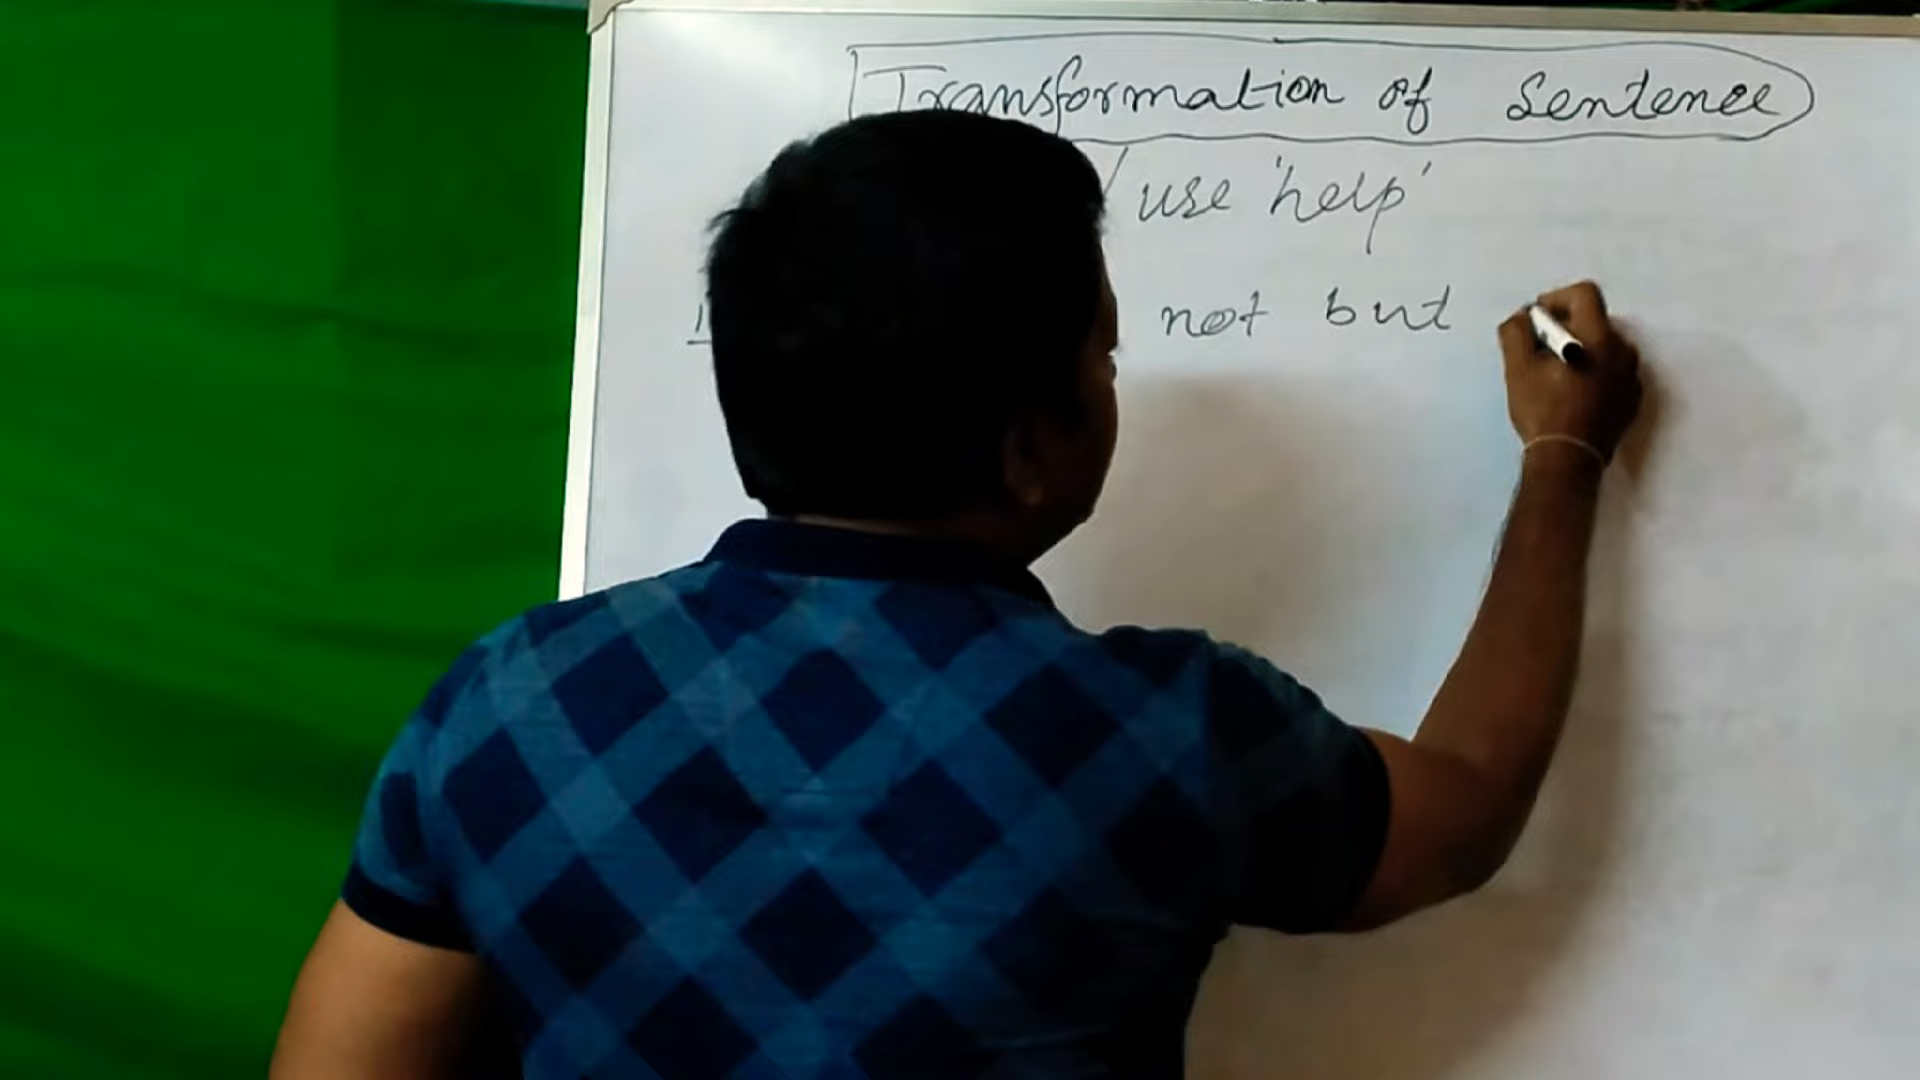 Transformation of Sentence
/ use 'help'
not but